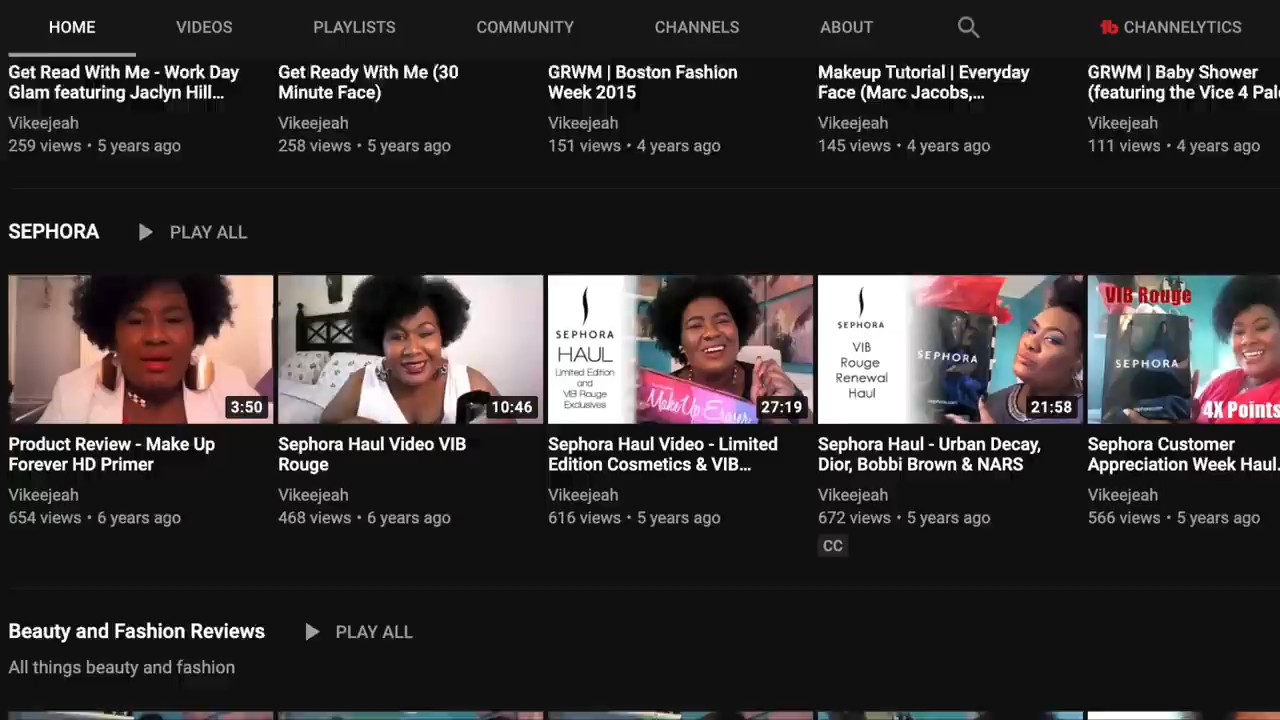 HOME VIDEOS PLAYLISTS COMMUNITY CHANNELS ABOUT CHANNELYTICS
Get Read With Me - Work Day
Glam featuring Jaclyn Hill...
Vikeejeah
259 views • 5 years ago
Get Ready With Me (30
Minute Face)
Vikeejeah
258 views • 5 years ago
GRWM | Boston Fashion
Week 2015
Vikeejeah
151 views • 4 years ago
Makeup Tutorial | Everyday
Face (Marc Jacobs,...
Vikeejeah
145 views • 4 years ago
GRWM | Baby Shower
(featuring the Vice 4 Pal
Vikeejeah
111 views • 4 years ago
SEPHORA PLAY ALL
3:50
Product Review - Make Up
Forever HD Primer
Vikeejeah
654 views • 6 years ago
10:46
Sephora Haul Video VIB
Rouge
Vikeejeah
468 views • 6 years ago
SEPHORA
HAUL
Limited Edition
and
VIB Rouge
Exclusives
MakeUp Eraser
27:19
Sephora Haul Video - Limited
Edition Cosmetics & VIB...
Vikeejeah
616 views • 5 years ago
SEPHORA
VIB
Rouge
Renewal
Haul
SEPHORA
21:58
Sephora Haul - Urban Decay,
Dior, Bobbi Brown & NARS
Vikeejeah
672 views • 5 years ago
CC
VIB Rouge
SEPHORA
4X Points
Sephora Customer
Appreciation Week Haul.
Vikeejeah
566 views • 5 years ago
Beauty and Fashion Reviews PLAY ALL
All things beauty and fashion